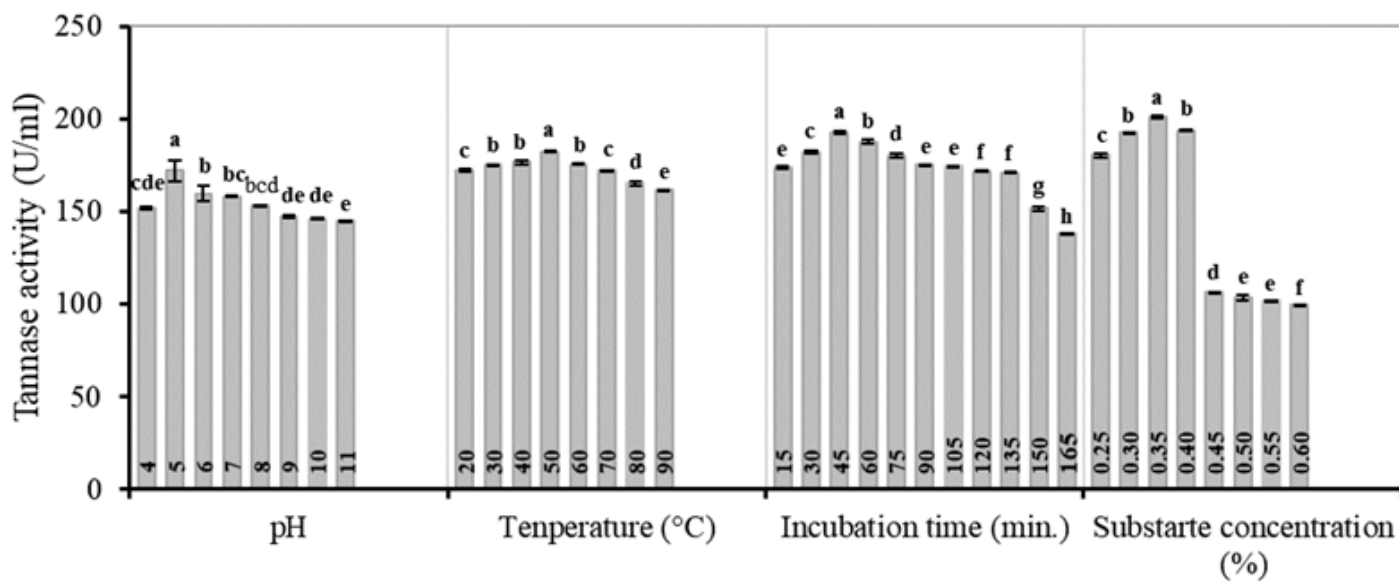 250
200
150
100
50
0
Tannase activity (U/ml)
cde a b bc bcd de de e
c b b a b c d e
e c a b d e e f f g h
c b a b d e e f
4 5 6 7 8 9 10 11
20 30 40 50 60 70 80 90
15 30 45 60 75 90 105 120 135 150 165
0.25 0.30 0.35 0.40 0.45 0.50 0.55 0.60
pH
Tenperature (°C)
Incubation time (min.)
Substarte concentration
(%)